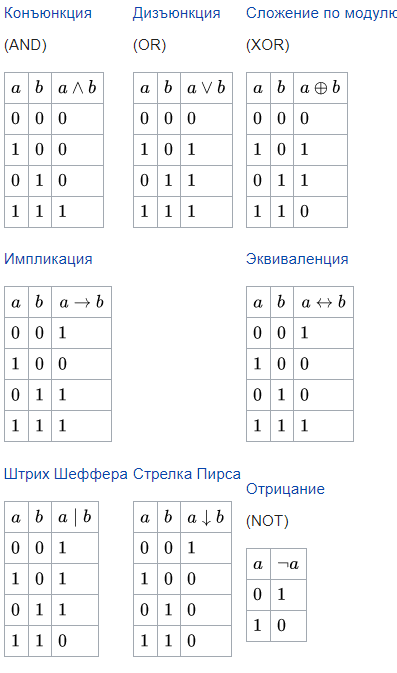 Конъюнкция Дизъюнкция Сложение по модулю
(AND) (OR) (XOR)
a b a ∧ b a b a ∨ b a b a ⊕ b
0 0 0 0 0 0 0 0 0
1 0 0 1 0 1 1 0 1
0 1 0 0 1 1 0 1 1
1 1 1 1 1 1 1 1 0
Импликация Эквиваленция
a b a → b a b a ↔ b
0 0 1 0 0 1
1 0 0 1 0 0
0 1 1 0 1 0
1 1 1 1 1 1
Штрих Шеффера Стрелка Пирса Отрицание
(NOT)
a b a | b a b a ↓ b a ¬a
0 0 1 0 0 1 0 1
1 0 1 1 0 0 1 0
0 1 1 0 1 0
1 1 0 1 1 0